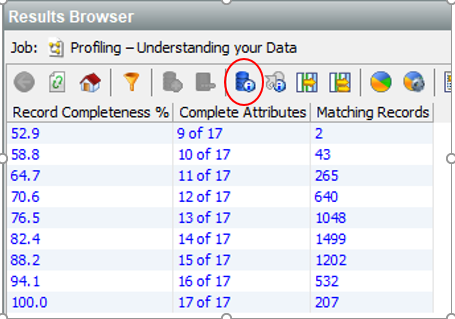 Results Browser
Job: Profiling – Understanding your Data
Record Completeness % Complete Attributes Matching Records
52.9 9 of 17 2
58.8 10 of 17 43
64.7 11 of 17 265
70.6 12 of 17 640
76.5 13 of 17 1048
82.4 14 of 17 1499
88.2 15 of 17 1202
94.1 16 of 17 532
100.0 17 of 17 207